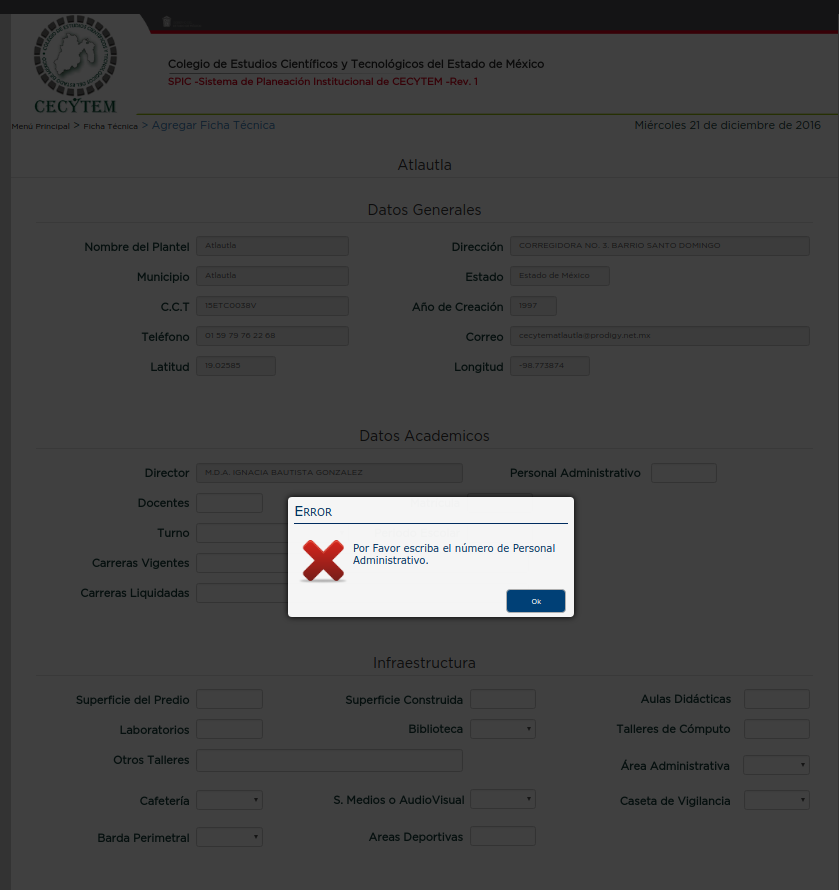 CECYTEM
Colegio de Estudios Científicos y Tecnológicos del Estado de México
SPIC -Sistema de Planeación Institucional de CECYTEM -Rev. 1
Menú Principal > Ficha Técnica > Agregar Ficha Técnica Miércoles 21 de diciembre de 2016
Atlautla
Datos Generales
Nombre del Plantel Atlautla Dirección CORREGIDORA NO. 3, BARRIO SANTO DOMINGO
Municipio Atlautla Estado Estado de México
C.C.T 15ETC0038V Año de Creación 1997
Teléfono 01 59 79 76 22 68 Correo cecytematlautla@prodigy.net.mx
Latitud 19.02585 Longitud -98.773874
Datos Academicos
Director M.D.A. IGNACIA BAUTISTA GONZALEZ Personal Administrativo
Docentes
Turno
Carreras Vigentes
Carreras Liquidadas
ERROR
Por Favor escriba el número de Personal
Administrativo.
Ok
Infraestructura
Superficie del Predio Superficie Construida Aulas Didácticas
Laboratorios Biblioteca Talleres de Cómputo
Otros Talleres Área Administrativa
Cafetería S. Medios o AudioVisual Caseta de Vigilancia
Barda Perimetral Areas Deportivas